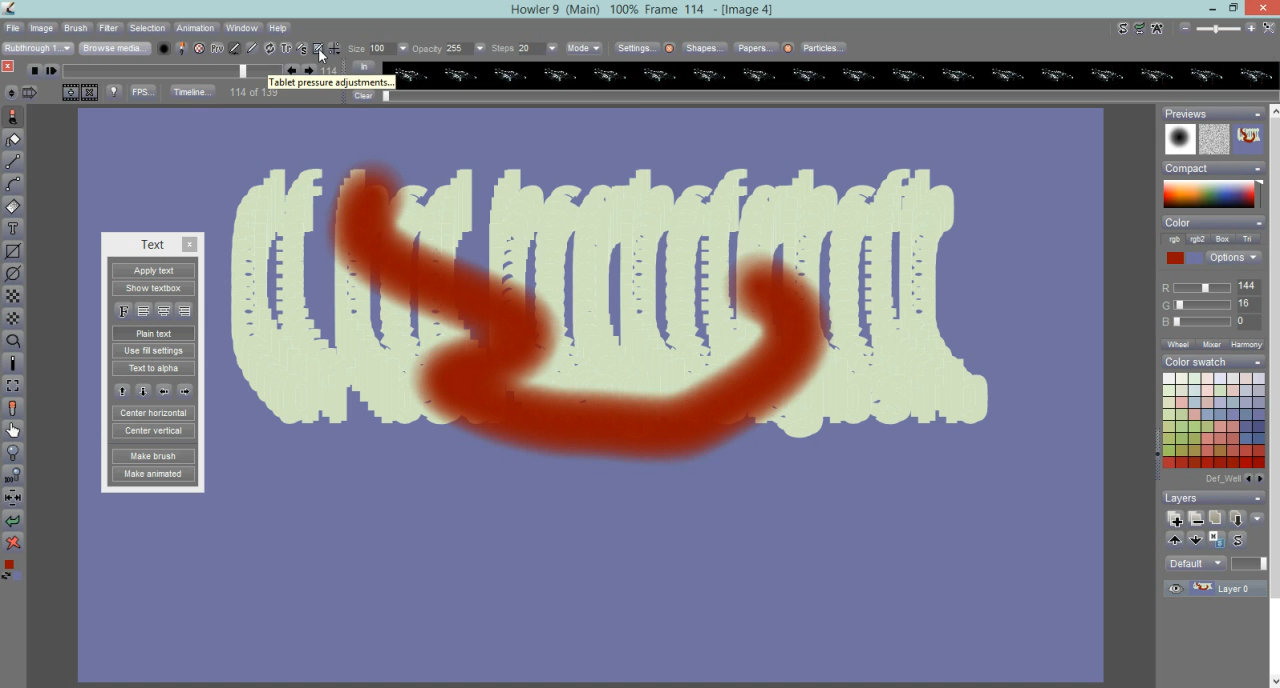 Howler 9 (Main) 100% Frame 114 - [Image 4]
File Image Brush Filter Selection Animation Window Help
Rubthrough 1... Browse media... Pro Tr Size 100 Opacity 255 Steps 20 Mode Settings... Shapes... Papers... Particles...
114 In
Tablet pressure adjustments...
FPS... Timeline... 114 of 139 Clear
Text
Apply text
Show textbox
F
Plain text
Use fill settings
Text to alpha
Center horizontal
Center vertical
Make brush
Make animated
Previews
Compact
Color
rgb rgb2 Box Tri
Options
R 144
G 16
B 0
Wheel Mixer Harmony
Color swatch
Def_Well
Layers
Default
Layer 0